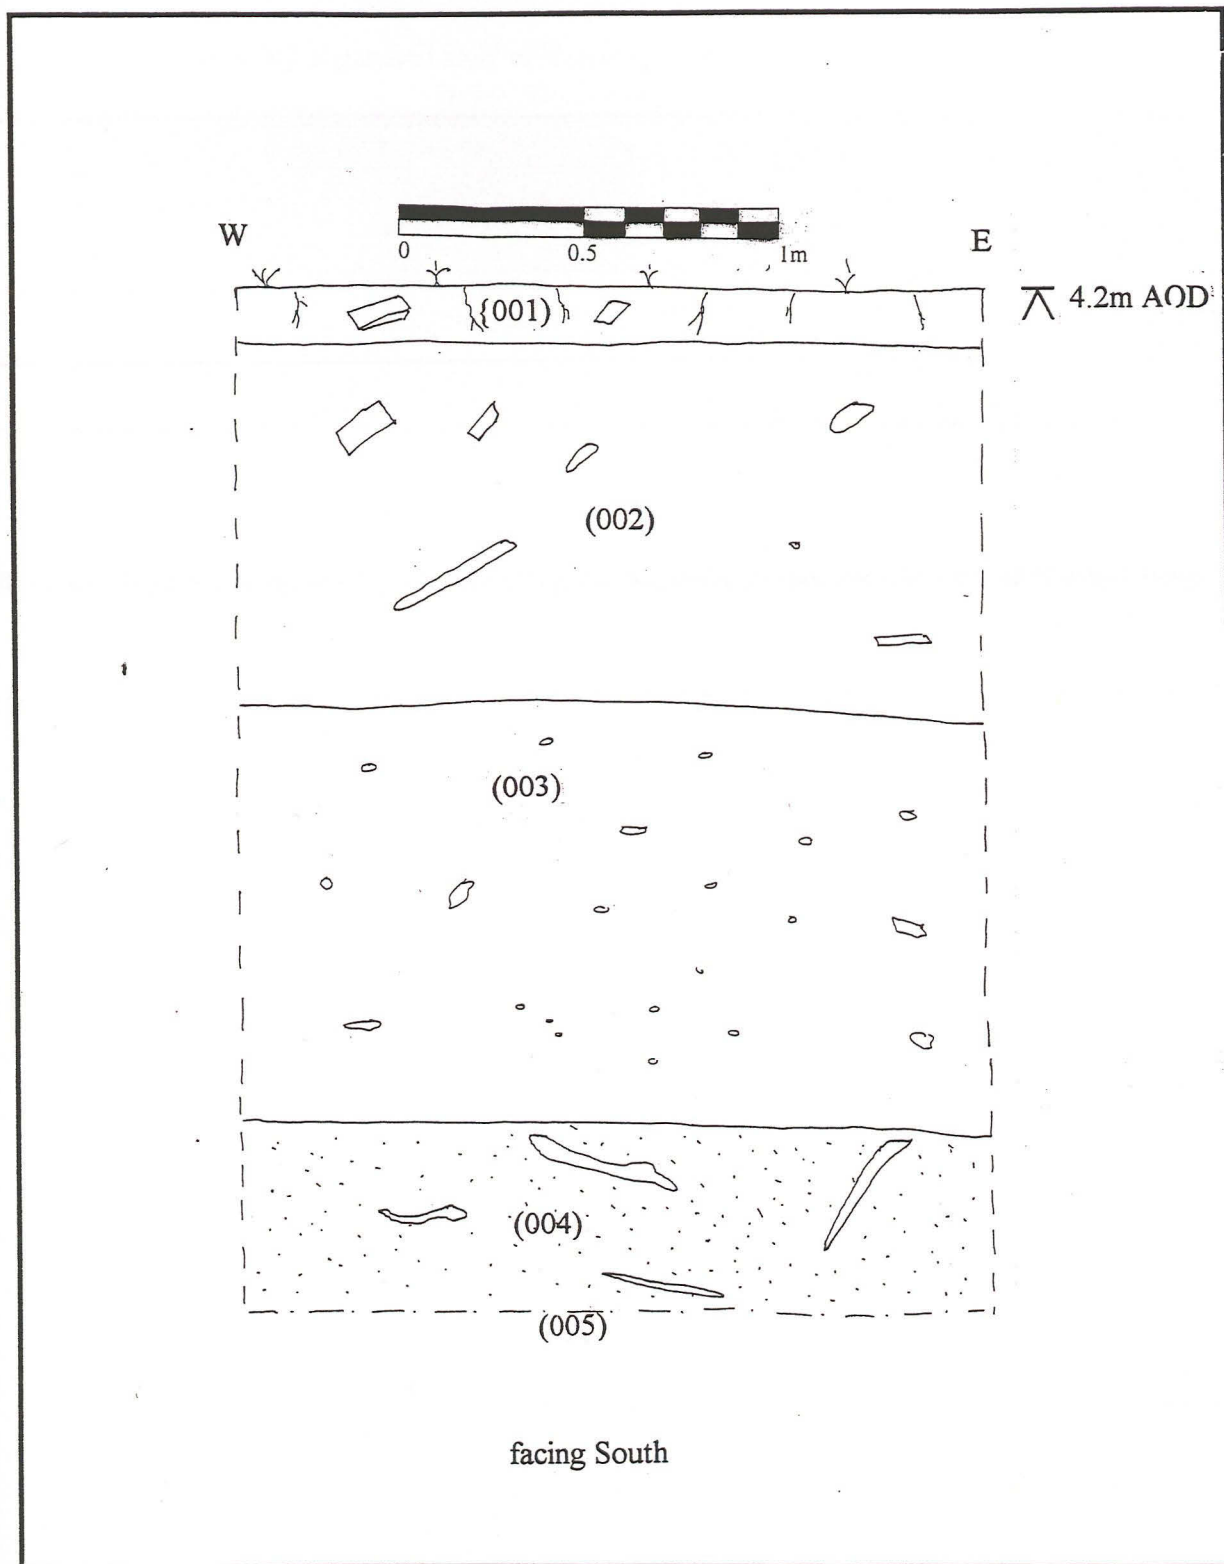 W
E
0 0.5 1m
{001)
4.2m AOD
(002)
(003)
(004)
(005)
facing South